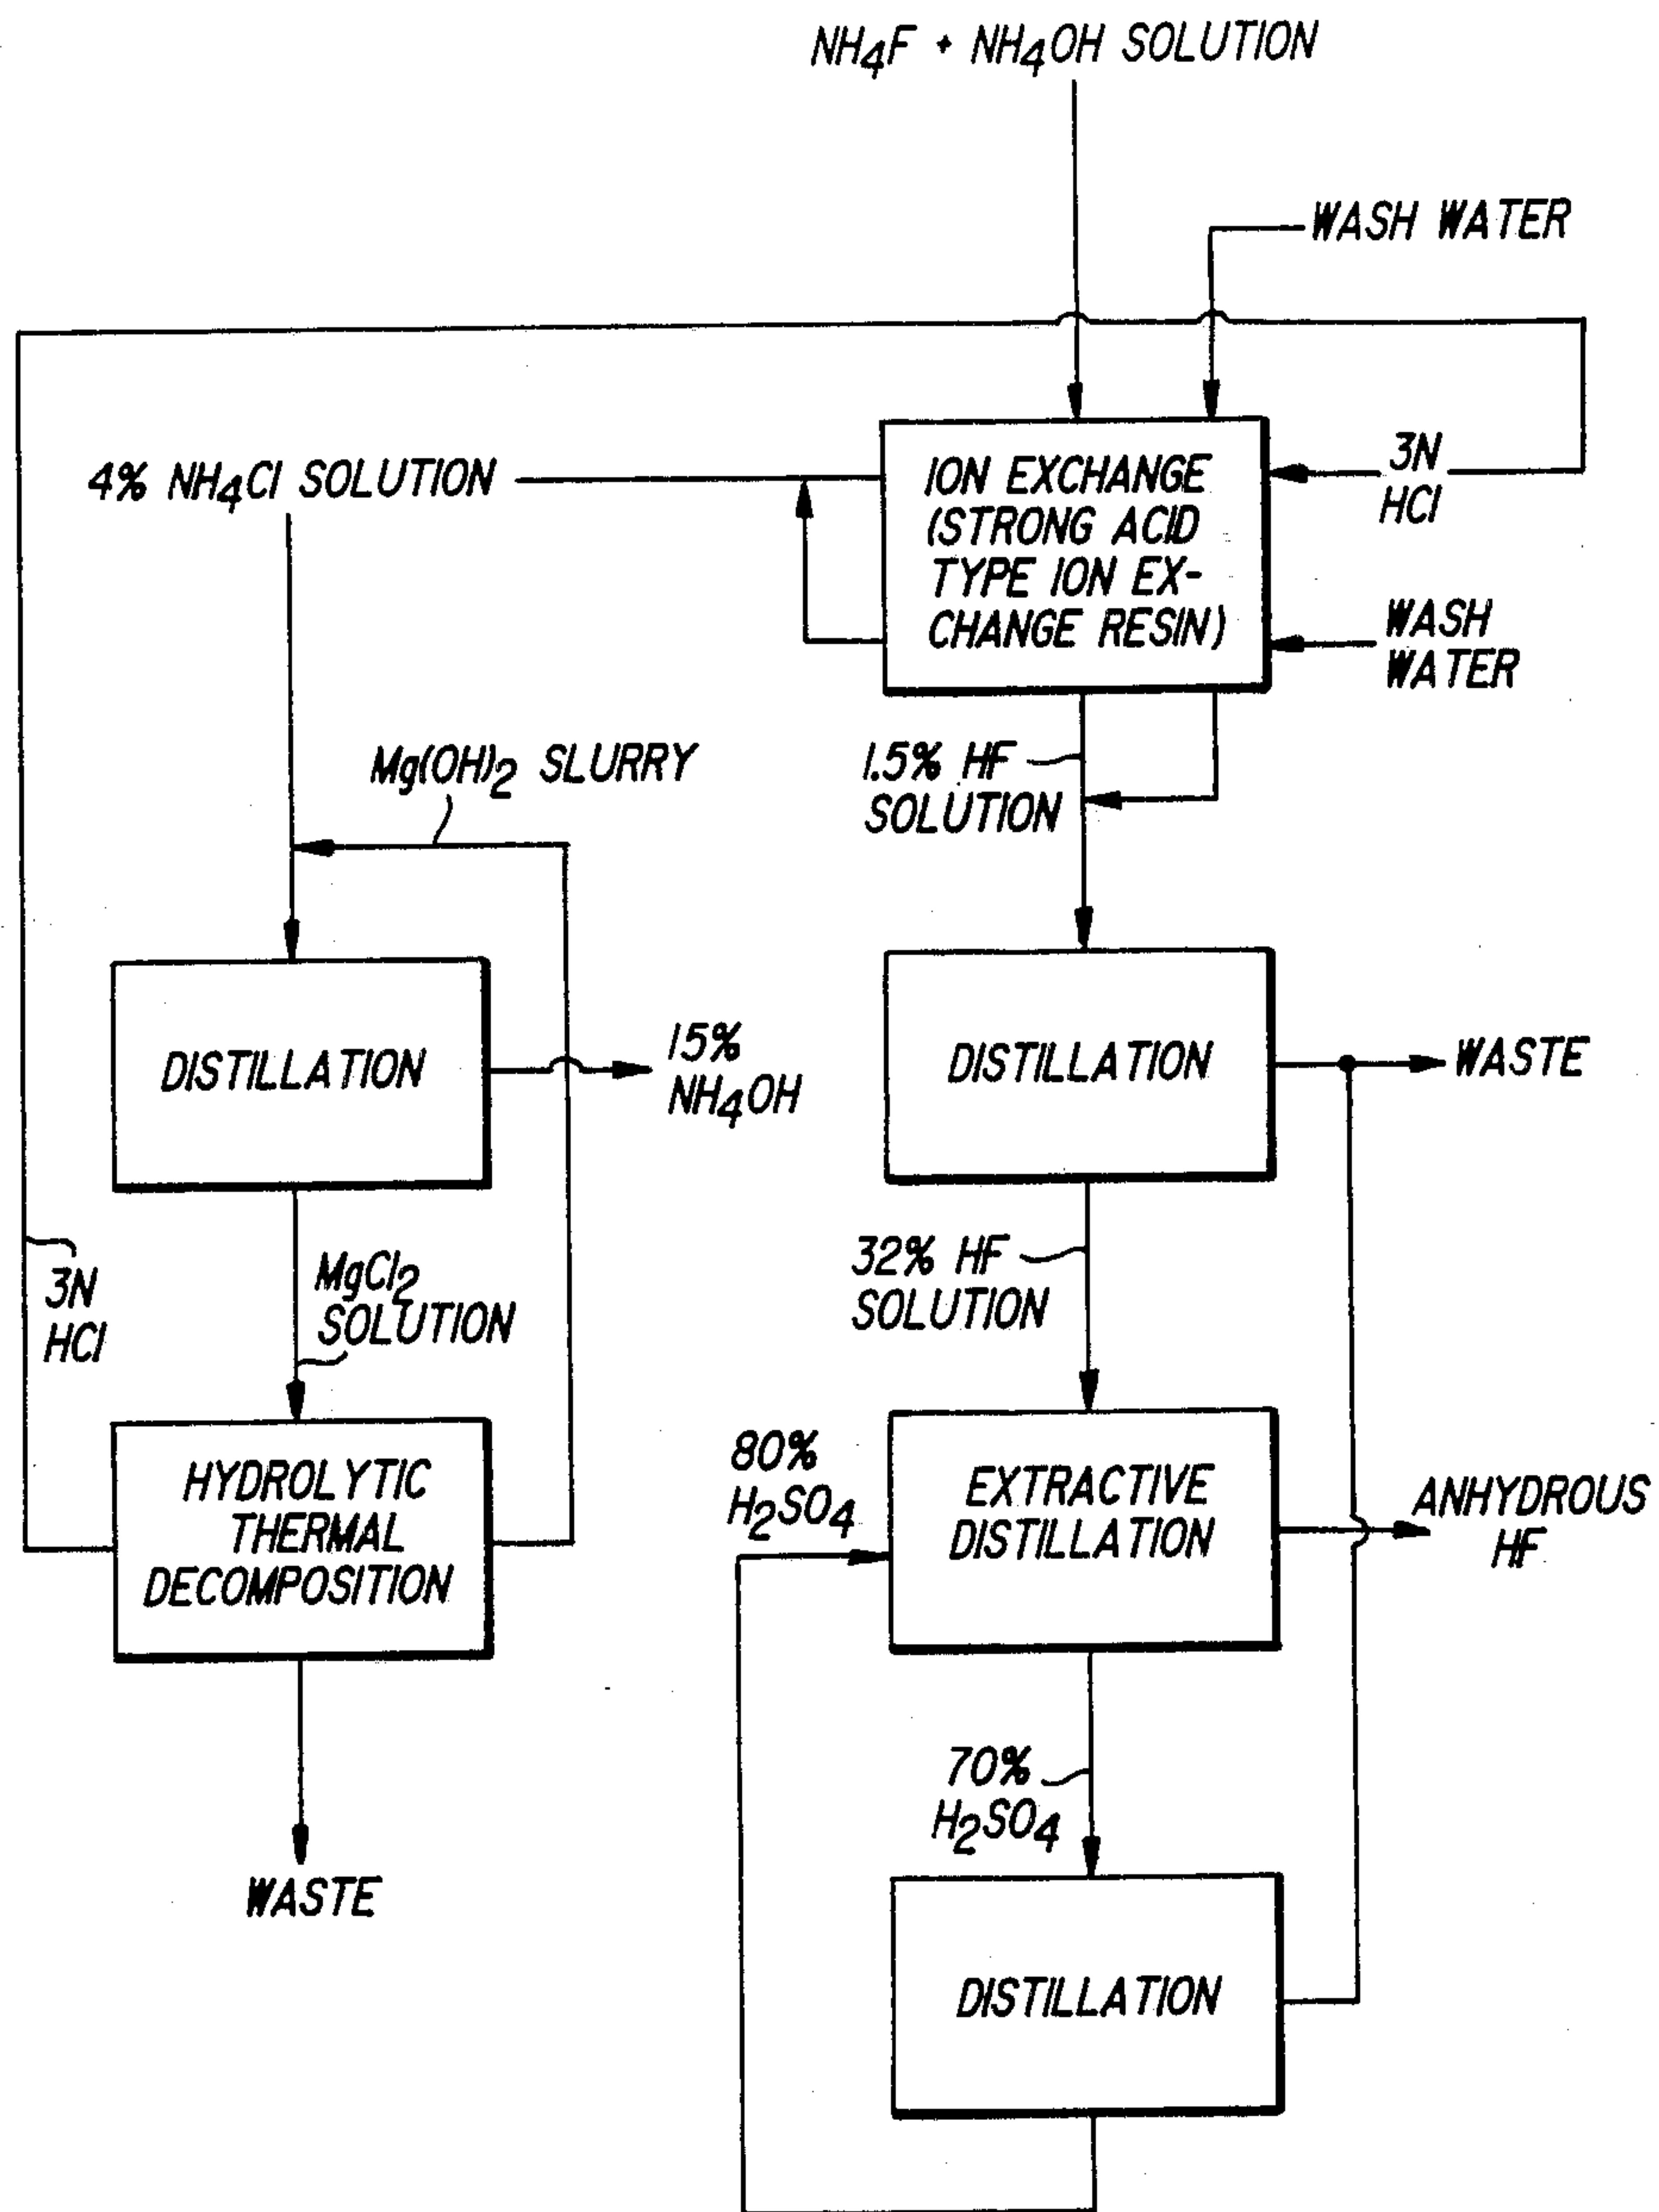 NH4F + NH4OH SOLUTION
WASH WATER
4% NH4Cl SOLUTION
ION EXCHANGE
(STRONG ACID
TYPE ION EX-
CHANGE RESIN)
3N
HCl
WASH
WATER
Mg(OH)2 SLURRY
1.5% HF
SOLUTION
DISTILLATION
15%
NH4OH
DISTILLATION
WASTE
3N
HCl
MgCl2
SOLUTION
32% HF
SOLUTION
HYDROLYTIC
THERMAL
DECOMPOSITION
80%
H2SO4
EXTRACTIVE
DISTILLATION
ANHYDROUS
HF
WASTE
70%
H2SO4
DISTILLATION